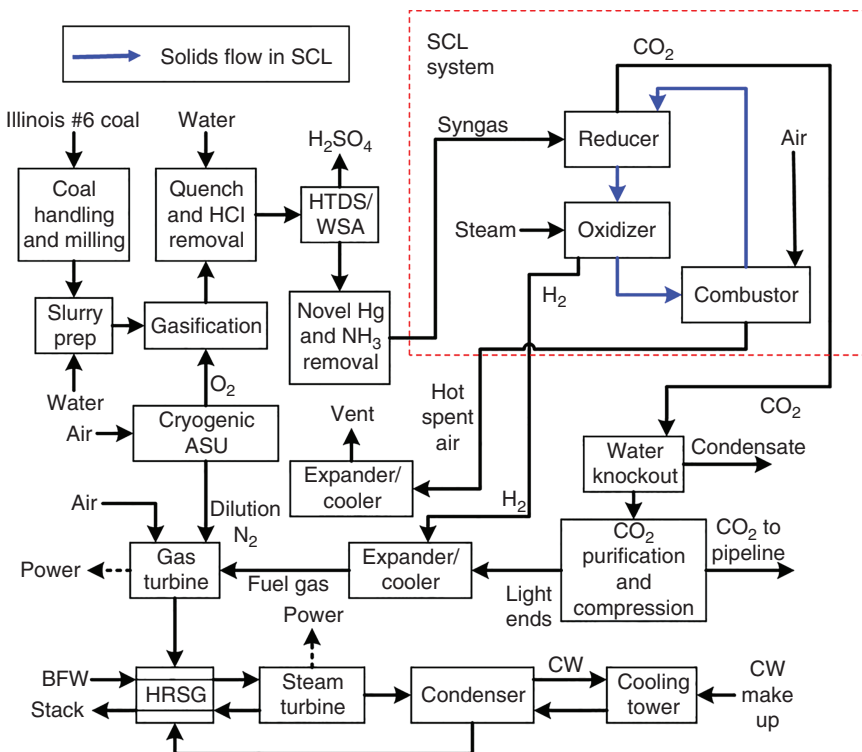 Solids flow in SCL
SCL
system
CO2
Illinois #6 coal
Water
H2SO4
Syngas
Reducer
Air
Coal
handling
and milling
Quench
and HCl
removal
HTDS/
WSA
Steam
Oxidizer
H2
Combustor
Slurry
prep
Gasification
Novel Hg
and NH3
removal
Water
O2
Hot
spent
air
CO2
Air
Cryogenic
ASU
Vent
Expander/
cooler
Water
knockout
Condensate
Air
Dilution
N2
H2
Power
Gas
turbine
Fuel gas
Expander/
cooler
Light
ends
CO2
purification
and
compression
CO2 to
pipeline
Power
BFW
Stack
HRSG
Steam
turbine
Condenser
CW
Cooling
tower
CW
make
up